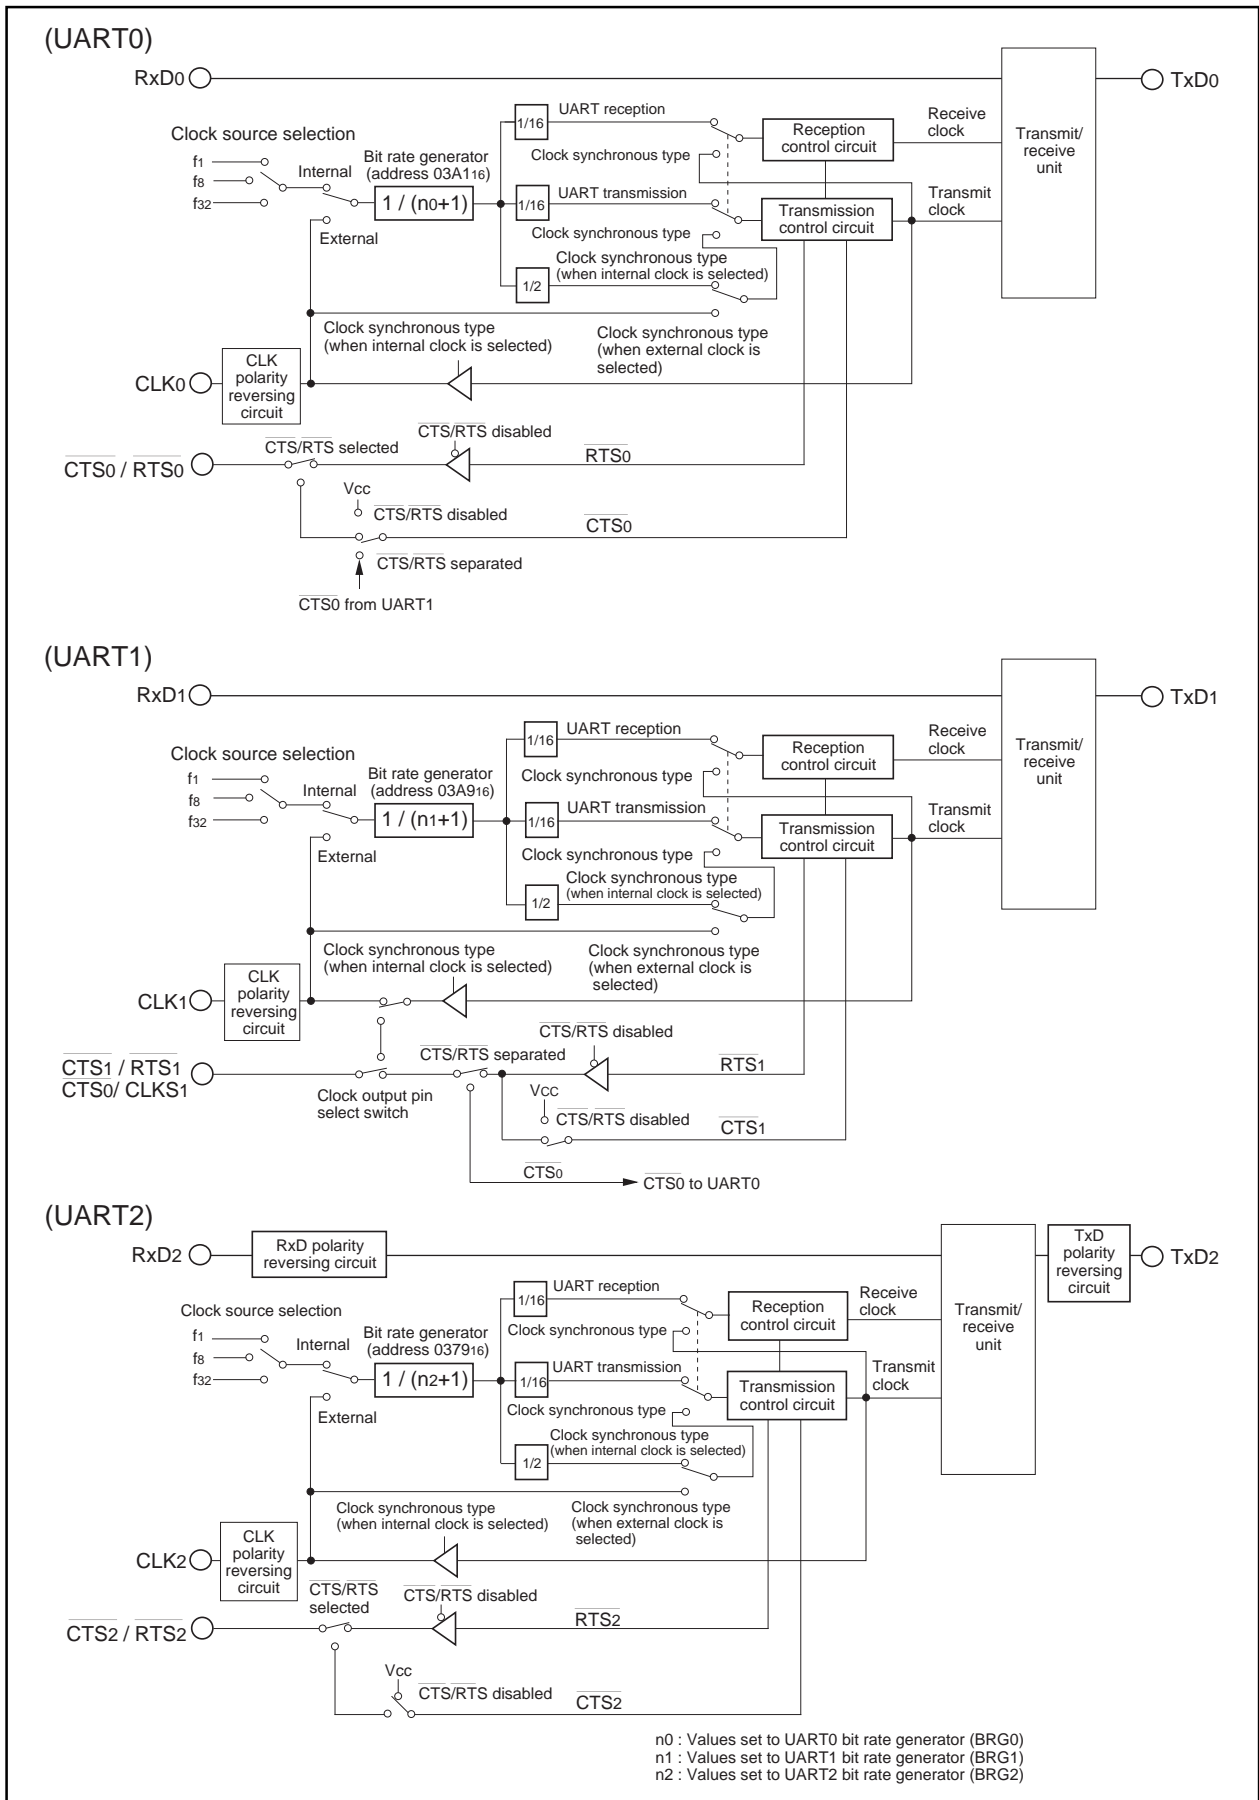 (UART0)
RxD0
TxD0
Clock source selection
f1
f8
f32
Internal
External
Bit rate generator
(address 03A116)
1 / (n0+1)
1/16
UART reception
Clock synchronous type
1/16
UART transmission
Clock synchronous type
Clock synchronous type
(when internal clock is selected)
1/2
Reception
control circuit
Transmission
control circuit
Receive
clock
Transmit
clock
Transmit/
receive
unit
Clock synchronous type
(when internal clock is selected)
Clock synchronous type
(when external clock is
selected)
CLK0
CLK
polarity
reversing
circuit
CTS0 / RTS0
CTS/RTS selected
CTS/RTS disabled
RTS0
Vcc
CTS/RTS disabled
CTS0
CTS/RTS separated
CTS0 from UART1
(UART1)
RxD1
TxD1
Clock source selection
f1
f8
f32
Internal
External
Bit rate generator
(address 03A916)
1 / (n1+1)
1/16
UART reception
Clock synchronous type
1/16
UART transmission
Clock synchronous type
Clock synchronous type
(when internal clock is selected)
1/2
Reception
control circuit
Transmission
control circuit
Receive
clock
Transmit
clock
Transmit/
receive
unit
Clock synchronous type
(when internal clock is selected)
Clock synchronous type
(when external clock is
selected)
CLK1
CLK
polarity
reversing
circuit
CTS1 / RTS1
CTS0/ CLKS1
Clock output pin
select switch
CTS/RTS separated
CTS/RTS disabled
RTS1
VCC
CTS/RTS disabled
CTS1
CTS0
CTS0 to UART0
(UART2)
RxD2
RxD polarity
reversing circuit
TxD
polarity
reversing
circuit
TxD2
Clock source selection
f1
f8
f32
Internal
External
Bit rate generator
(address 037916)
1 / (n2+1)
1/16
UART reception
Clock synchronous type
1/16
UART transmission
Clock synchronous type
Clock synchronous type
(when internal clock is selected)
1/2
Reception
control circuit
Transmission
control circuit
Receive
clock
Transmit
clock
Transmit/
receive
unit
Clock synchronous type
(when internal clock is selected)
Clock synchronous type
(when external clock is
selected)
CLK2
CLK
polarity
reversing
circuit
CTS2 / RTS2
CTS/RTS
selected
CTS/RTS disabled
RTS2
Vcc
CTS/RTS disabled
CTS2
n0 : Values set to UART0 bit rate generator (BRG0)
n1 : Values set to UART1 bit rate generator (BRG1)
n2 : Values set to UART2 bit rate generator (BRG2)